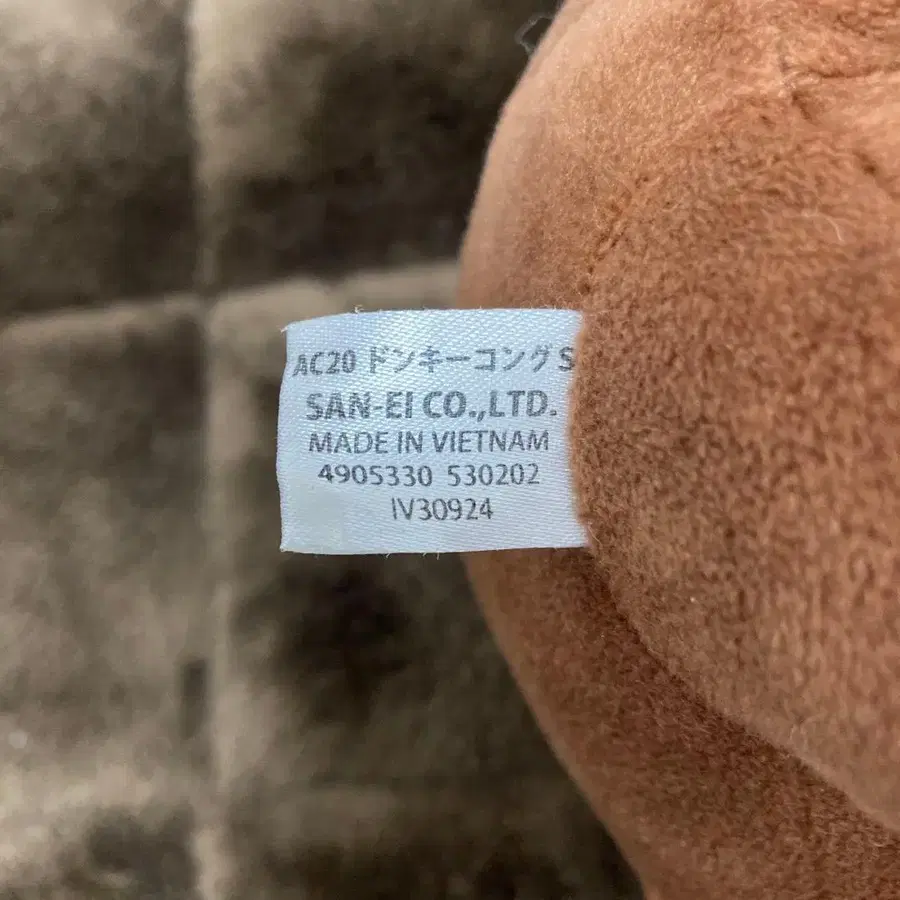 AC20 ドンキーコング S
SAN-EI CO.,LTD.
MADE IN VIETNAM
4905330 530202
IV30924